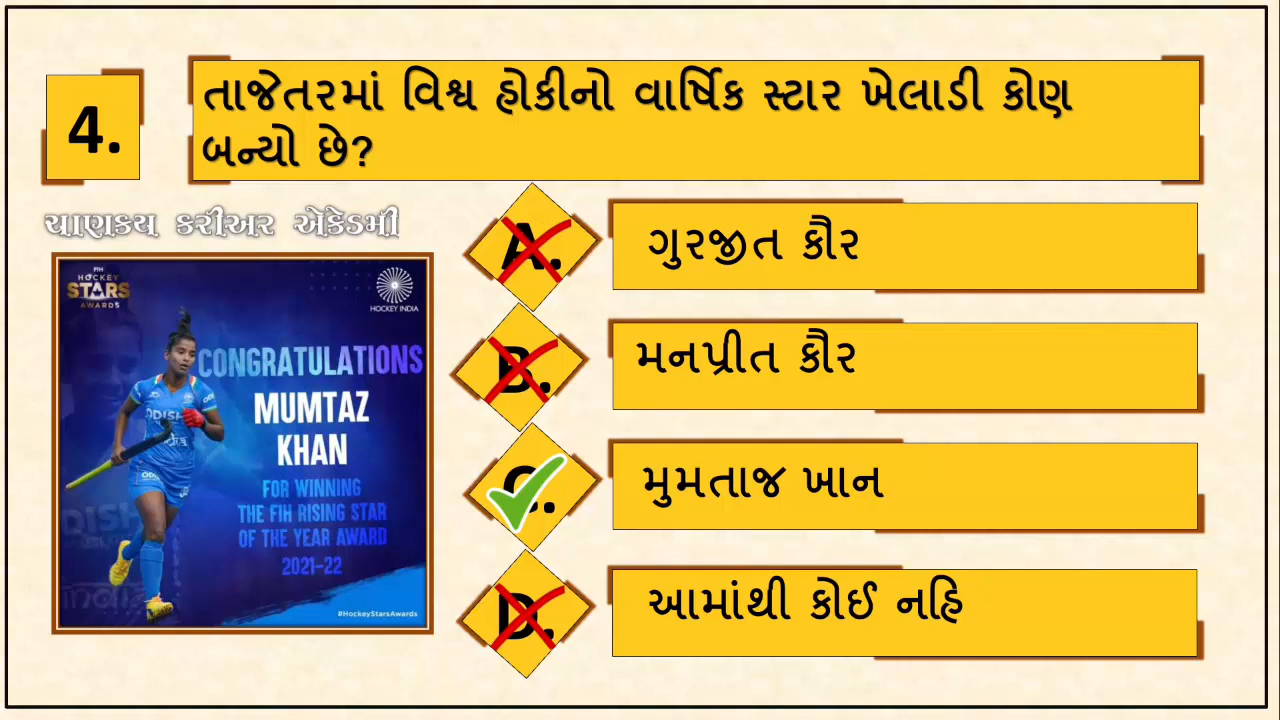 4.
તાજેતરમાં વિશ્વ હોકીનો વાર્ષિક સ્ટાર ખેલાડી કોણ
બન્યો છે?
ચાણક્ય કરીઅર એકેડમી
FIH
HOCKEY
STARS
AWARDS
HOCKEY INDIA
CONGRATULATIONS
MUMTAZ
KHAN
FOR WINNING
THE FIH RISING STAR
OF THE YEAR AWARD
2021-22
#HockeyStarsAwards
ODISHA
A. ગુરજીત કૌર
B. મનપ્રીત કૌર
C. મુમતાજ ખાન
D. આમાંથી કોઈ નહિ